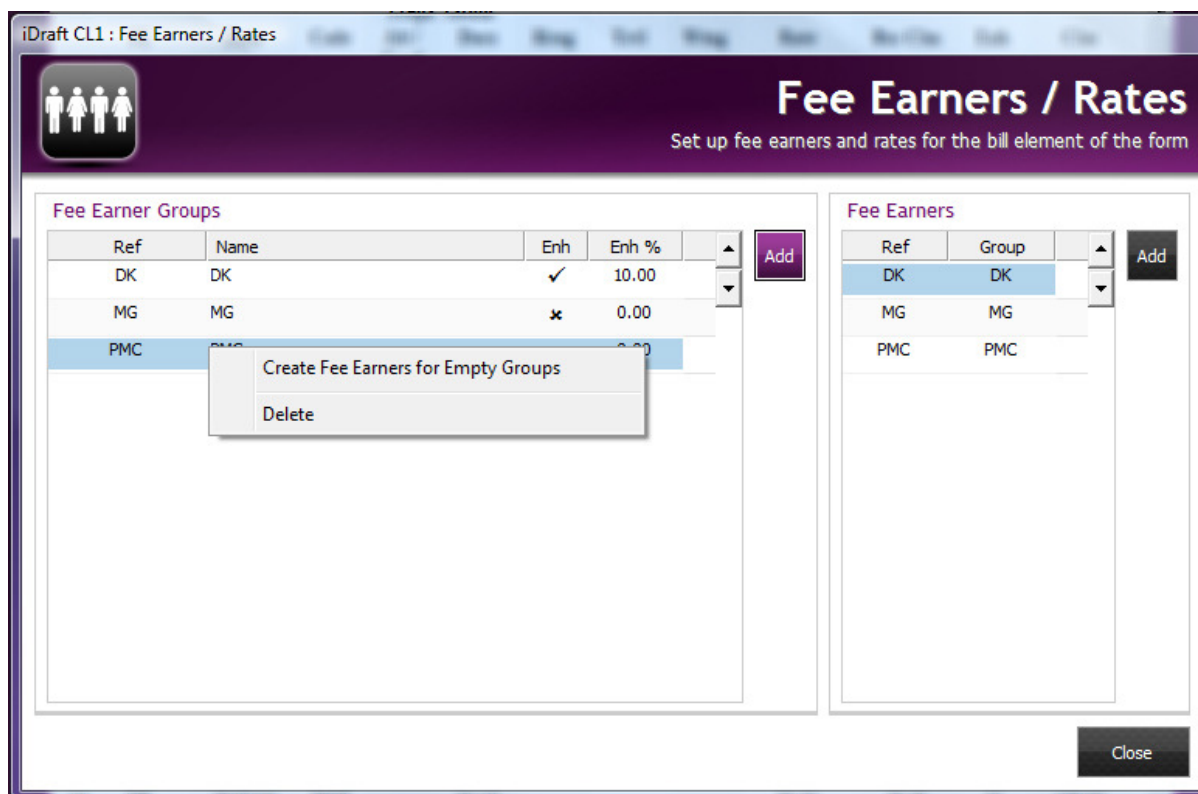 iDraft CL1 : Fee Earners / Rates
Fee Earners / Rates
Set up fee earners and rates for the bill element of the form
Fee Earner Groups
Ref Name Enh Enh %
DK DK ✓ 10.00
MG MG ✗ 0.00
PMC
Create Fee Earners for Empty Groups
Delete
Add
Fee Earners
Ref Group
DK DK
MG MG
PMC PMC
Add
Close